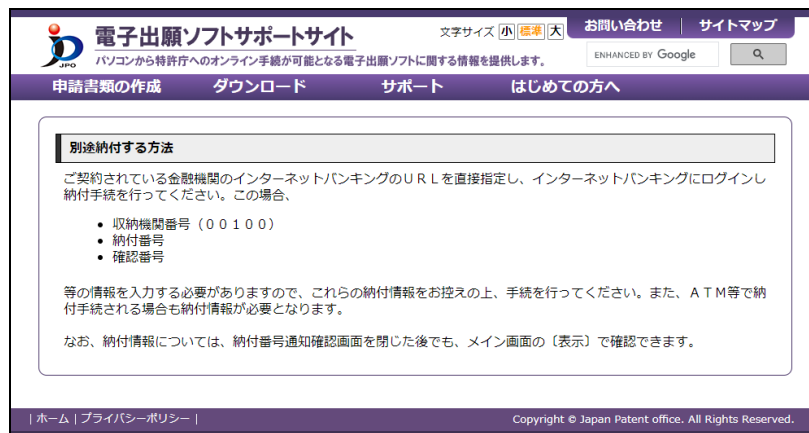 JPO
電子出願ソフトサポートサイト
パソコンから特許庁へのオンライン手続が可能となる電子出願ソフトに関する情報を提供します。
文字サイズ 小 標準 大
お問い合わせ サイトマップ
ENHANCED BY Google
申請書類の作成 ダウンロード サポート はじめての方へ
別途納付する方法
ご契約されている金融機関のインターネットバンキングのＵＲＬを直接指定し、インターネットバンキングにログインし
納付手続を行ってください。この場合、
• 収納機関番号（００１００）
• 納付番号
• 確認番号
等の情報を入力する必要がありますので、これらの納付情報をお控えの上、手続を行ってください。また、ＡＴＭ等で納
付手続される場合も納付情報が必要となります。
なお、納付情報については、納付番号通知確認画面を閉じた後でも、メイン画面の〔表示〕で確認できます。
| ホーム | プライバシーポリシー |
Copyright © Japan Patent office. All Rights Reserved.